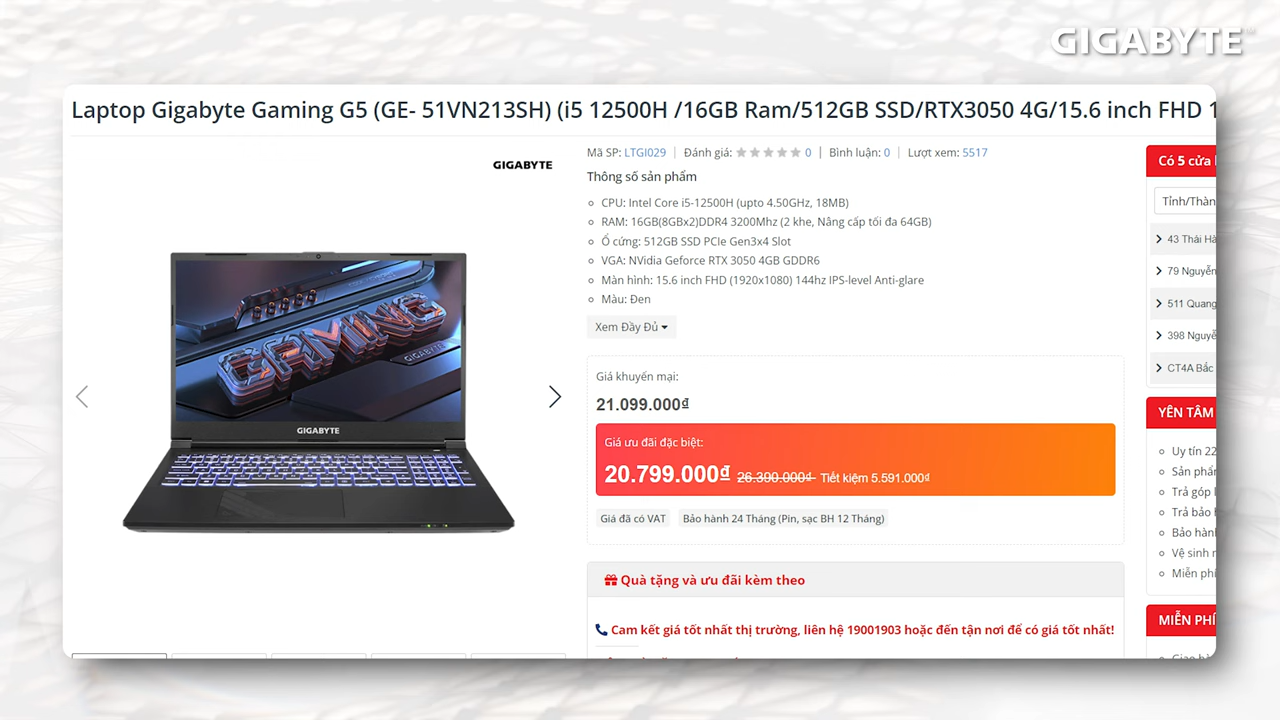 GIGABYTE
Laptop Gigabyte Gaming G5 (GE- 51VN213SH) (i5 12500H /16GB Ram/512GB SSD/RTX3050 4G/15.6 inch FHD 1
GIGABYTE
GAMING
GIGABYTE
GIGABYTE
Mã SP: LTGI029 | Đánh giá: 0 | Bình luận: 0 | Lượt xem: 5517
Thông số sản phẩm
CPU: Intel Core i5-12500H (upto 4.50GHz, 18MB)
RAM: 16GB(8GBx2)DDR4 3200Mhz (2 khe, Nâng cấp tối đa 64GB)
Ổ cứng: 512GB SSD PCIe Gen3x4 Slot
VGA: NVidia Geforce RTX 3050 4GB GDDR6
Màn hình: 15.6 inch FHD (1920x1080) 144hz IPS-level Anti-glare
Màu: Đen
Xem Đầy Đủ
Giá khuyến mại:
21.099.000₫
Giá ưu đãi đặc biệt:
20.799.000₫ 26.390.000₫ Tiết kiệm 5.591.000₫
Giá đã có VAT Bảo hành 24 Tháng (Pin, sạc BH 12 Tháng)
Quà tặng và ưu đãi kèm theo
Cam kết giá tốt nhất thị trường, liên hệ 19001903 hoặc đến tận nơi để có giá tốt nhất!
Có 5 cửa
Tỉnh/Thàn
43 Thái Hà
79 Nguyễn
511 Quang
398 Nguyễ
CT4A Bắc
YÊN TÂM
Uy tín 22
Sản phẩm
Trả góp
Trả bảo
Bảo hành
Vệ sinh
Miễn phí
MIỄN PHÍ